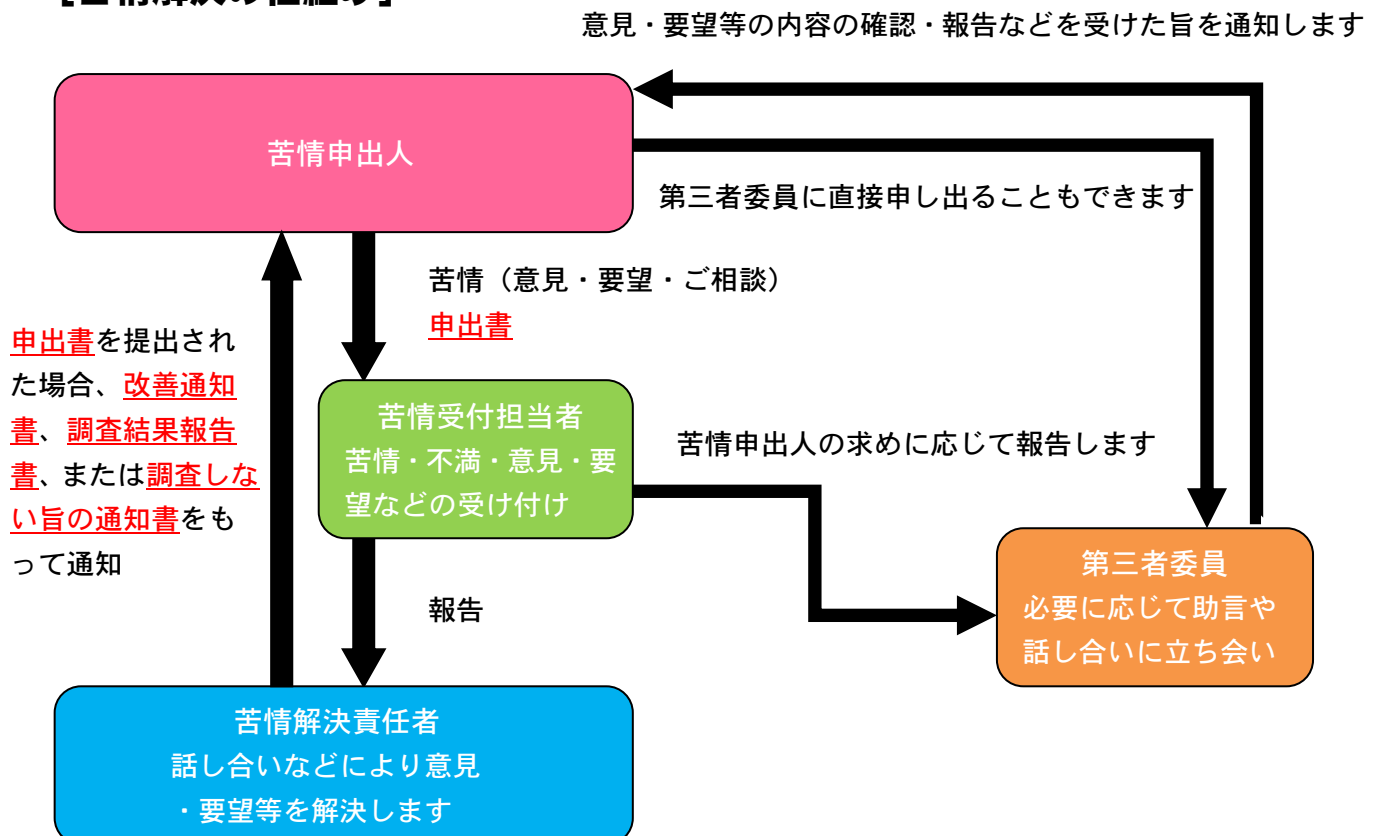 意見・要望等の内容の確認・報告などを受けた旨を通知します
苦情申出人
第三者委員に直接申し出ることもできます
苦情（意見・要望・ご相談）
申出書
申出書を提出され
た場合、改善通知
書、調査結果報告
書、または調査しな
い旨の通知書をも
って通知
苦情受付担当者
苦情・不満・意見・要
望などの受け付け
苦情申出人の求めに応じて報告します
第三者委員
必要に応じて助言や
話し合いに立ち会い
報告
苦情解決責任者
話し合いなどにより意見
・要望等を解決します